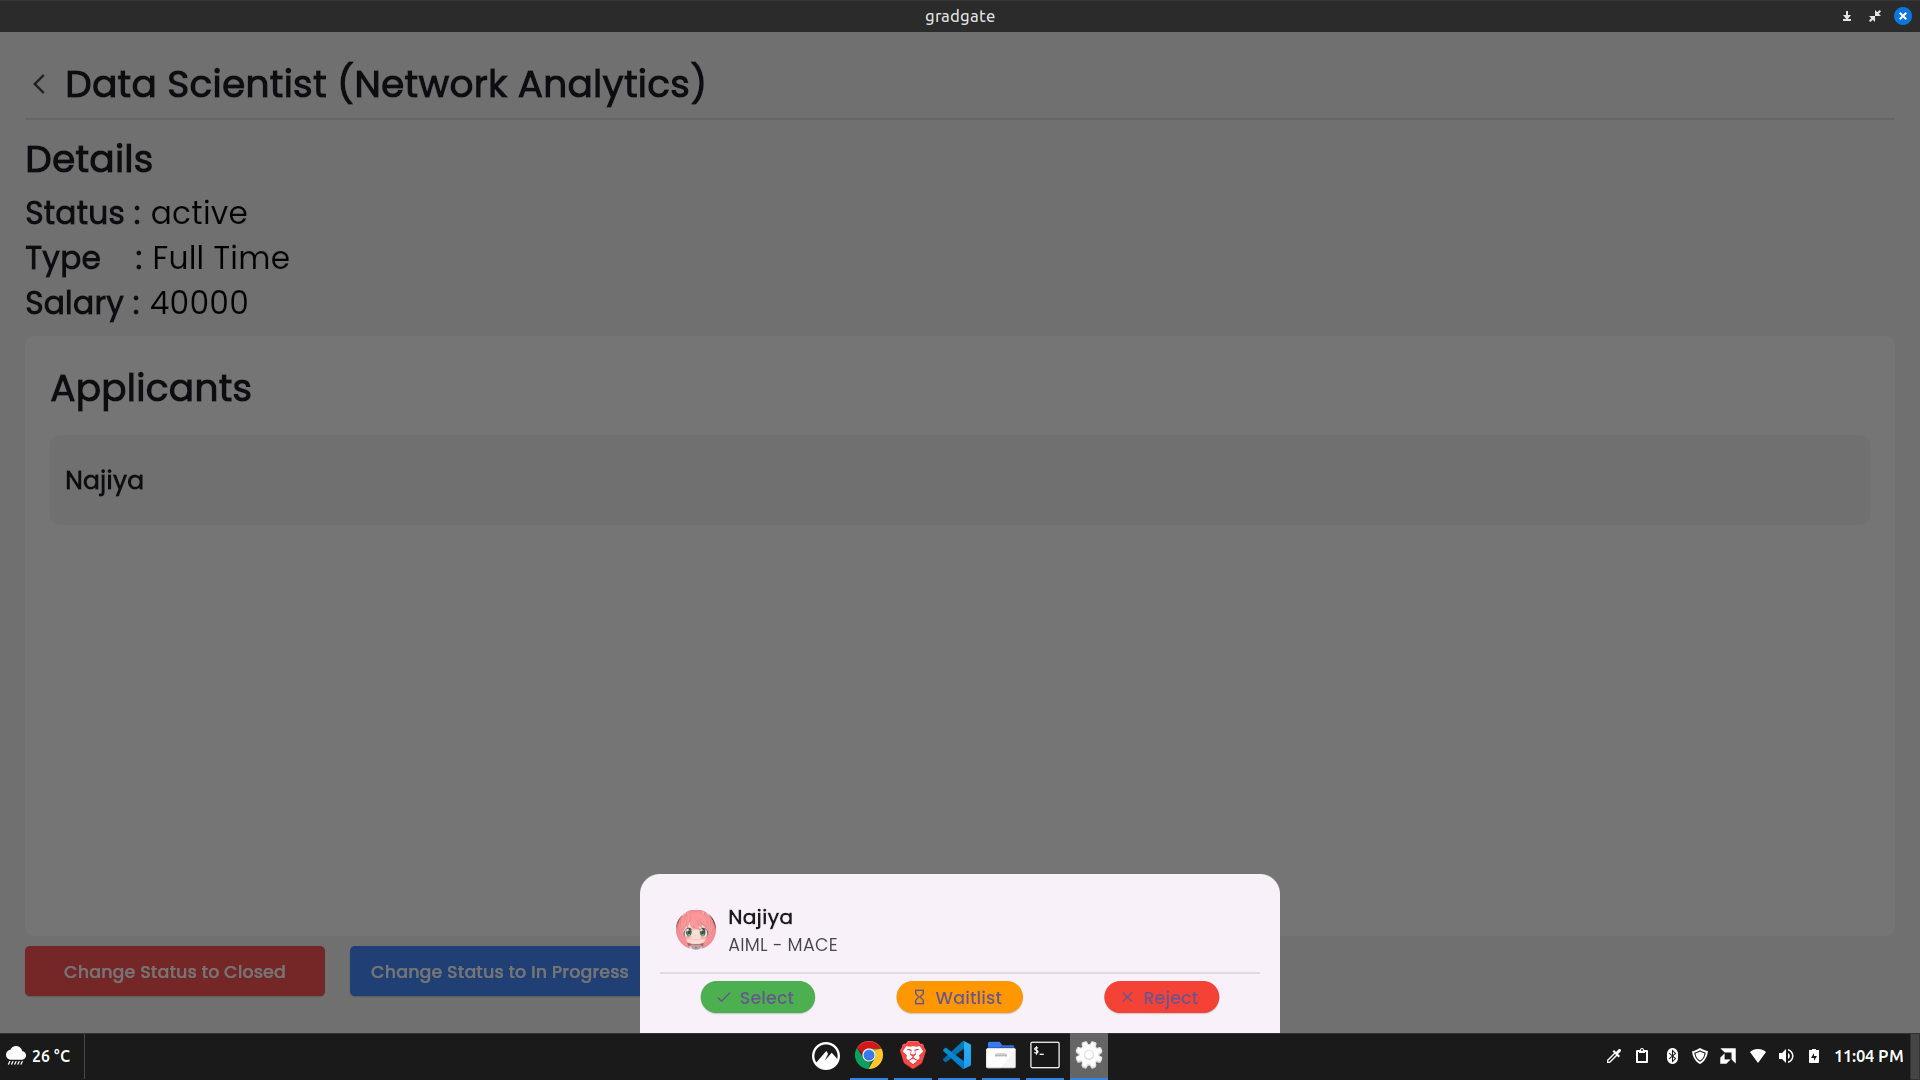 gradgate
Data Scientist (Network Analytics)
Details
Status : active
Type : Full Time
Salary : 40000
Applicants
Najiya
Najiya
AIML - MACE
Change Status to Closed
Change Status to In Progress
Select
Waitlist
Reject
26 °C
$_
11:04 PM